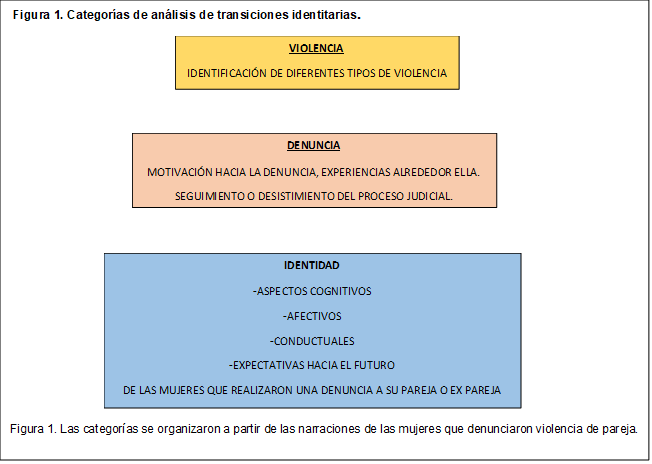 Figura 1. Categorías de análisis de transiciones identitarias.
VIOLENCIA
IDENTIFICACIÓN DE DIFERENTES TIPOS DE VIOLENCIA
DENUNCIA
MOTIVACIÓN HACIA LA DENUNCIA, EXPERIENCIAS ALREDEDOR ELLA.
SEGUIMIENTO O DESISTIMIENTO DEL PROCESO JUDICIAL.
IDENTIDAD
-ASPECTOS COGNITIVOS
-AFECTIVOS
-CONDUCTUALES
-EXPECTATIVAS HACIA EL FUTURO
DE LAS MUJERES QUE REALIZARON UNA DENUNCIA A SU PAREJA O EX PAREJA
Figura 1. Las categorías se organizaron a partir de las narraciones de las mujeres que denunciaron violencia de pareja.